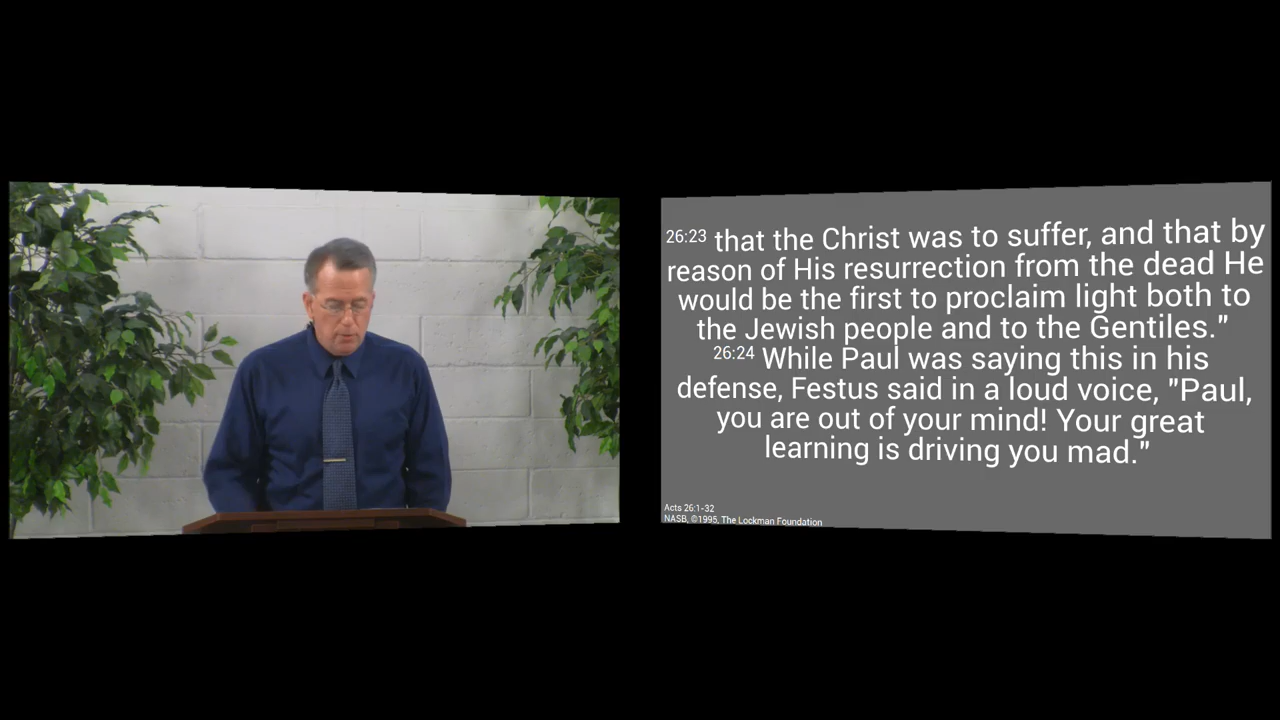 26:23 that the Christ was to suffer, and that by
reason of His resurrection from the dead He
would be the first to proclaim light both to
the Jewish people and to the Gentiles."
26:24 While Paul was saying this in his
defense, Festus said in a loud voice, "Paul,
you are out of your mind! Your great
learning is driving you mad."
Acts 26:1-32
NASB, ©1995, The Lockman Foundation